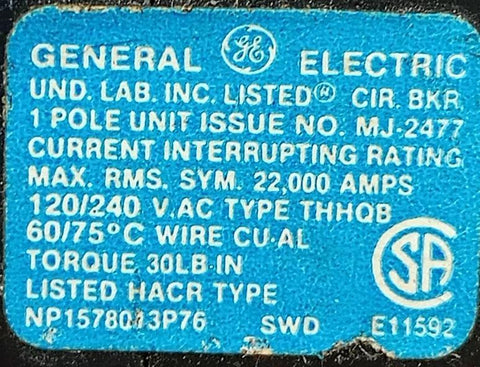 GENERAL GE ELECTRIC
UND. LAB. INC. LISTED® CIR. BKR.
1 POLE UNIT ISSUE NO. MJ-2477
CURRENT INTERRUPTING RATING
MAX. RMS. SYM. 22,000 AMPS
120/240 V.AC TYPE THHQB
60/75°C WIRE CU-AL
TORQUE 30LB-IN
LISTED HACR TYPE
SA
NP1578013P76 SWD E11592